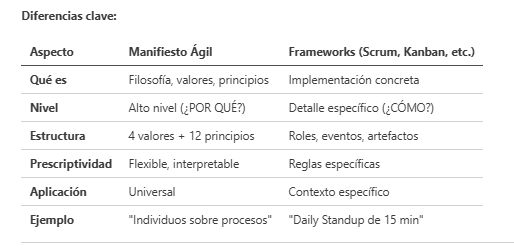 Diferencias clave:
Aspecto Manifiesto Ágil Frameworks (Scrum, Kanban, etc.)
Qué es Filosofía, valores, principios Implementación concreta
Nivel Alto nivel (¿POR QUÉ?) Detalle específico (¿CÓMO?)
Estructura 4 valores + 12 principios Roles, eventos, artefactos
Prescriptividad Flexible, interpretable Reglas específicas
Aplicación Universal Contexto específico
Ejemplo "Individuos sobre procesos" "Daily Standup de 15 min"